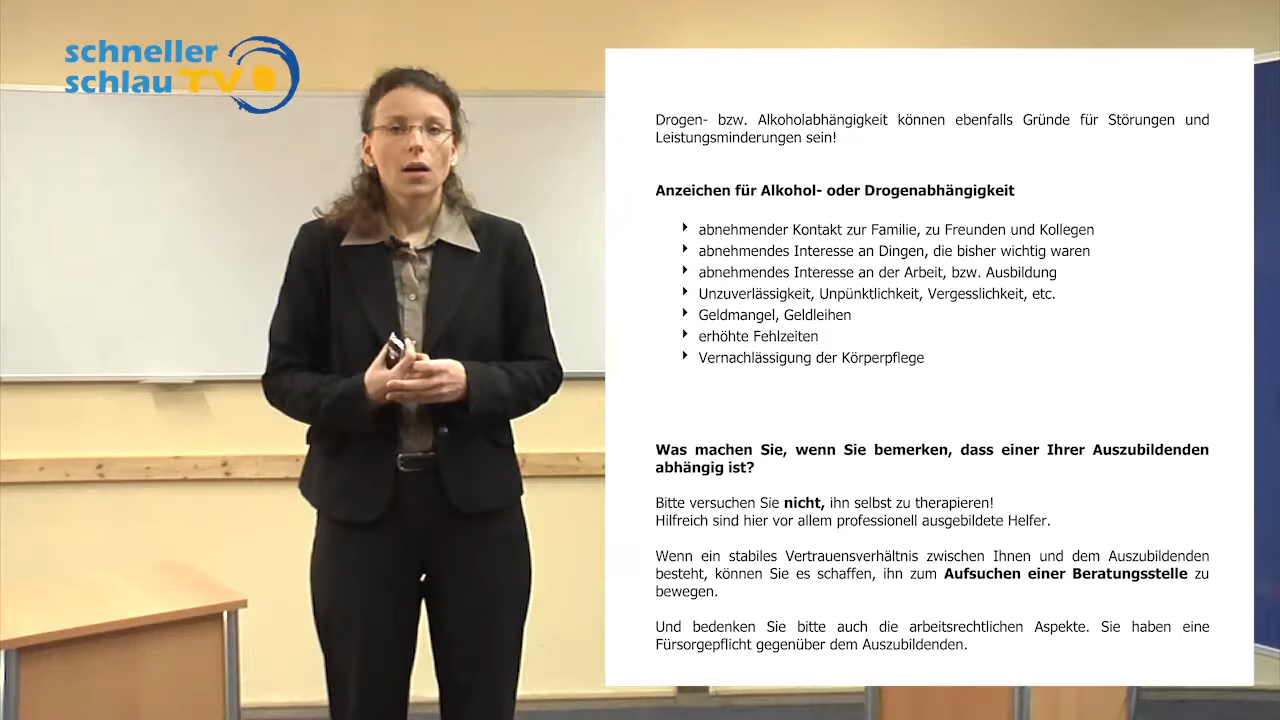 schneller
schlau TV
Drogen- bzw. Alkoholabhängigkeit können ebenfalls Gründe für Störungen und
Leistungsminderungen sein!
Anzeichen für Alkohol- oder Drogenabhängigkeit
abnehmender Kontakt zur Familie, zu Freunden und Kollegen
abnehmendes Interesse an Dingen, die bisher wichtig waren
abnehmendes Interesse an der Arbeit, bzw. Ausbildung
Unzuverlässigkeit, Unpünktlichkeit, Vergesslichkeit, etc.
Geldmangel, Geldleihen
erhöhte Fehlzeiten
Vernachlässigung der Körperpflege
Was machen Sie, wenn Sie bemerken, dass einer Ihrer Auszubildenden
abhängig ist?
Bitte versuchen Sie nicht, ihn selbst zu therapieren!
Hilfreich sind hier vor allem professionell ausgebildete Helfer.
Wenn ein stabiles Vertrauensverhältnis zwischen Ihnen und dem Auszubildenden
besteht, können Sie es schaffen, ihn zum Aufsuchen einer Beratungsstelle zu
bewegen.
Und bedenken Sie bitte auch die arbeitsrechtlichen Aspekte. Sie haben eine
Fürsorgepflicht gegenüber dem Auszubildenden.